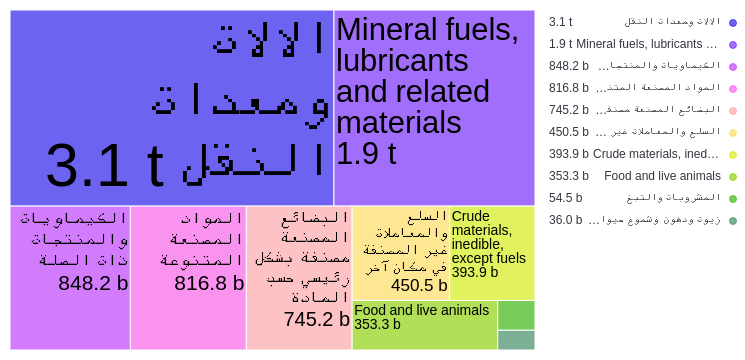 الالات
ومعدات
النقل 3.1 t
Mineral fuels,
lubricants
and related
materials
1.9 t
الكيماويات
والمنتجات
ذات الصلة
848.2 b
المواد
المصنعة
المتنوعة
816.8 b
البضائع
المصنعة
مصنفة بشكل
رئيسي حسب
المادة
745.2 b
السلع
والمعاملات
غير المصنفة
في مكان آخر
450.5 b
Crude
materials,
inedible,
except fuels
393.9 b
Food and live animals
353.3 b
3.1 t الالات ومعدات النقل
1.9 t Mineral fuels, lubricants ...
848.2 b الكيماويات والمنتجا...
816.8 b المواد المصنعة المتن...
745.2 b البضائع المصنعة مصنف...
450.5 b السلع والمعاملات غير ...
393.9 b Crude materials, ined...
353.3 b Food and live animals
54.5 b المشروبات والتبغ
36.0 b زيوت ودهون وشموع حيوا...